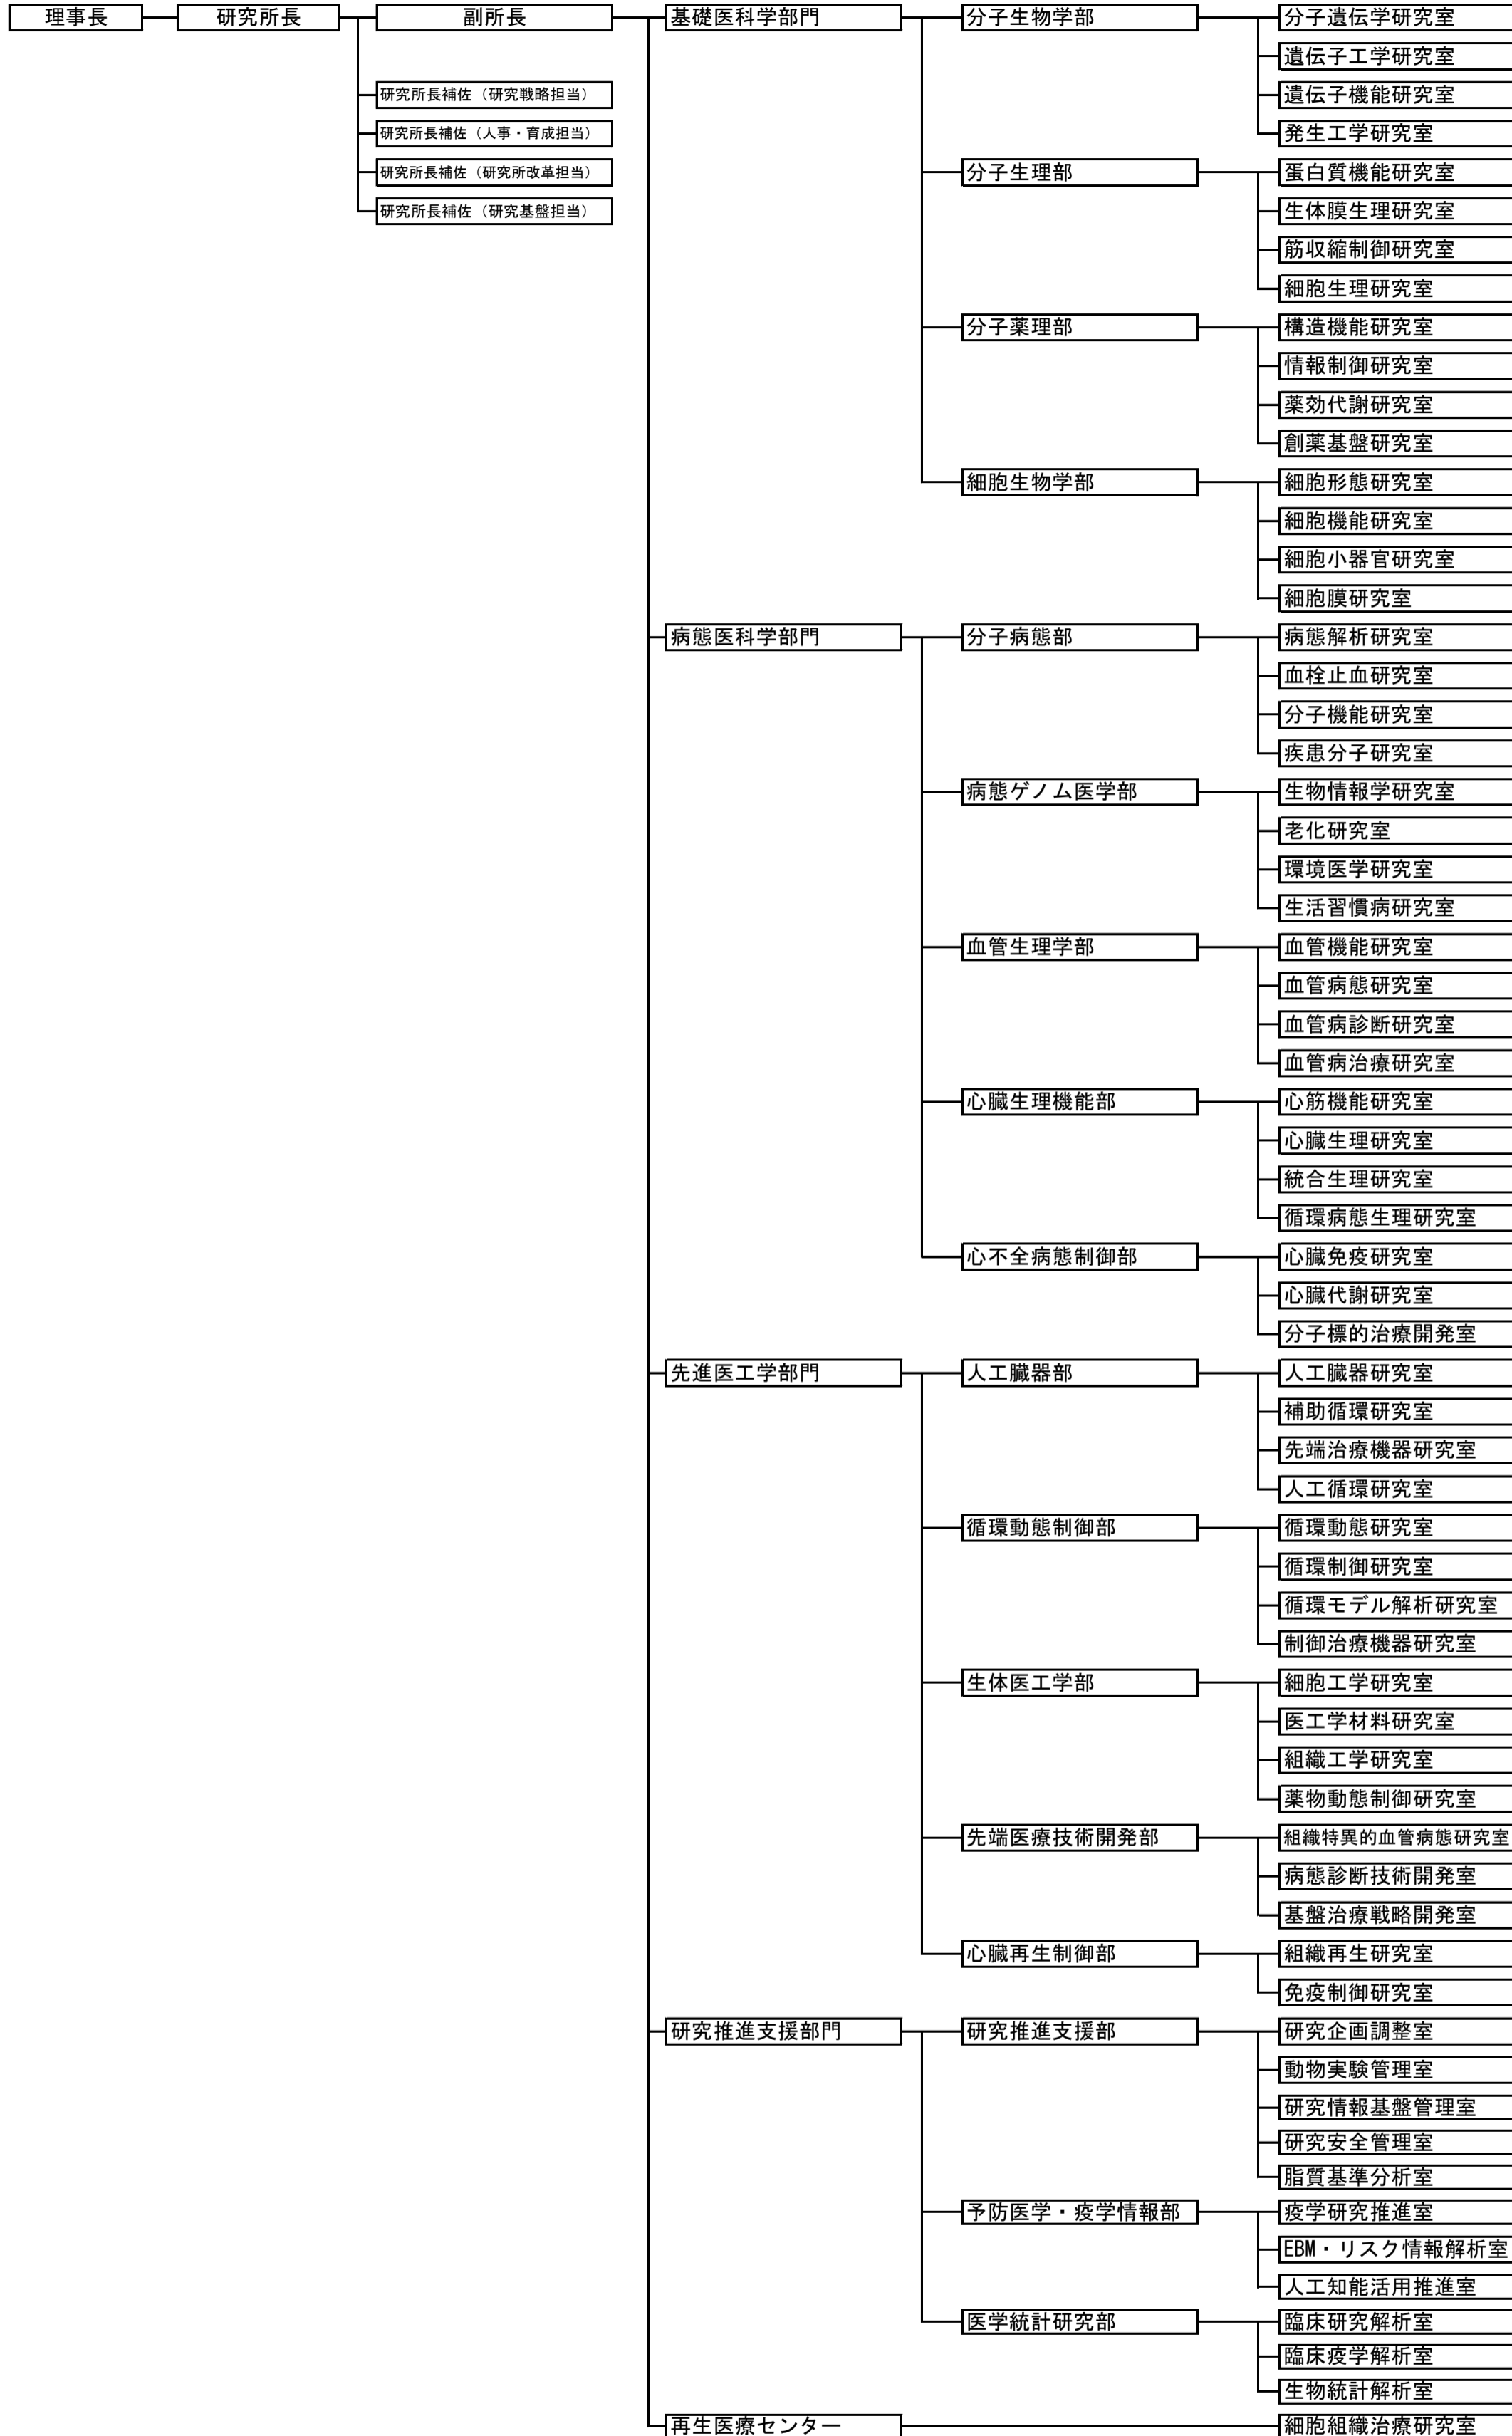 理事長
研究所長
副所長
基礎医科学部門
分子生物学部
分子遺伝学研究室
遺伝子工学研究室
研究所長補佐（研究戦略担当）
遺伝子機能研究室
研究所長補佐（人事・育成担当）
発生工学研究室
研究所長補佐（研究所改革担当）
分子生理部
蛋白質機能研究室
研究所長補佐（研究基盤担当）
生体膜生理研究室
筋収縮制御研究室
細胞生理研究室
分子薬理部
構造機能研究室
情報制御研究室
薬効代謝研究室
創薬基盤研究室
細胞生物学部
細胞形態研究室
細胞機能研究室
細胞小器官研究室
細胞膜研究室
病態医科学部門
分子病態部
病態解析研究室
血栓止血研究室
分子機能研究室
疾患分子研究室
病態ゲノム医学部
生物情報学研究室
老化研究室
環境医学研究室
生活習慣病研究室
血管生理学部
血管機能研究室
血管病態研究室
血管病診断研究室
血管病治療研究室
心臓生理機能部
心筋機能研究室
心臓生理研究室
統合生理研究室
循環病態生理研究室
心不全病態制御部
心臓免疫研究室
心臓代謝研究室
分子標的治療開発室
先進医工学部門
人工臓器部
人工臓器研究室
補助循環研究室
先端治療機器研究室
人工循環研究室
循環動態制御部
循環動態研究室
循環制御研究室
循環モデル解析研究室
制御治療機器研究室
生体医工学部
細胞工学研究室
医工学材料研究室
組織工学研究室
薬物動態制御研究室
先端医療技術開発部
組織特異的血管病態研究室
病態診断技術開発室
基盤治療戦略開発室
心臓再生制御部
組織再生研究室
免疫制御研究室
研究推進支援部門
研究推進支援部
研究企画調整室
動物実験管理室
研究情報基盤管理室
研究安全管理室
脂質基準分析室
予防医学・疫学情報部
疫学研究推進室
EBM・リスク情報解析室
人工知能活用推進室
医学統計研究部
臨床研究解析室
臨床疫学解析室
生物統計解析室
再生医療センター
細胞組織治療研究室